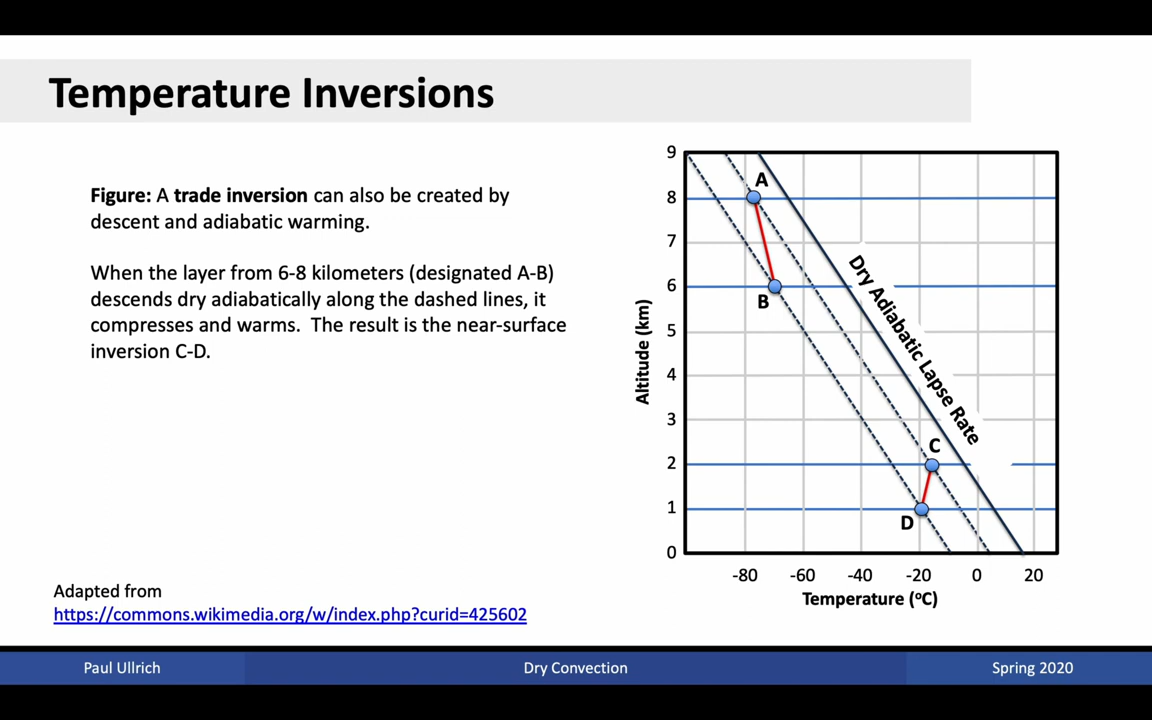 Temperature Inversions
Figure: A trade inversion can also be created by
descent and adiabatic warming.
When the layer from 6-8 kilometers (designated A-B)
descends dry adiabatically along the dashed lines, it
compresses and warms.  The result is the near-surface
inversion C-D.
Adapted from
https://commons.wikimedia.org/w/index.php?curid=425602
Altitude (km)
9
8
7
6
5
4
3
2
1
0
A
B
C
D
Dry Adiabatic Lapse Rate
-80 -60 -40 -20 0 20
Temperature (ºC)
Paul Ullrich
Dry Convection
Spring 2020